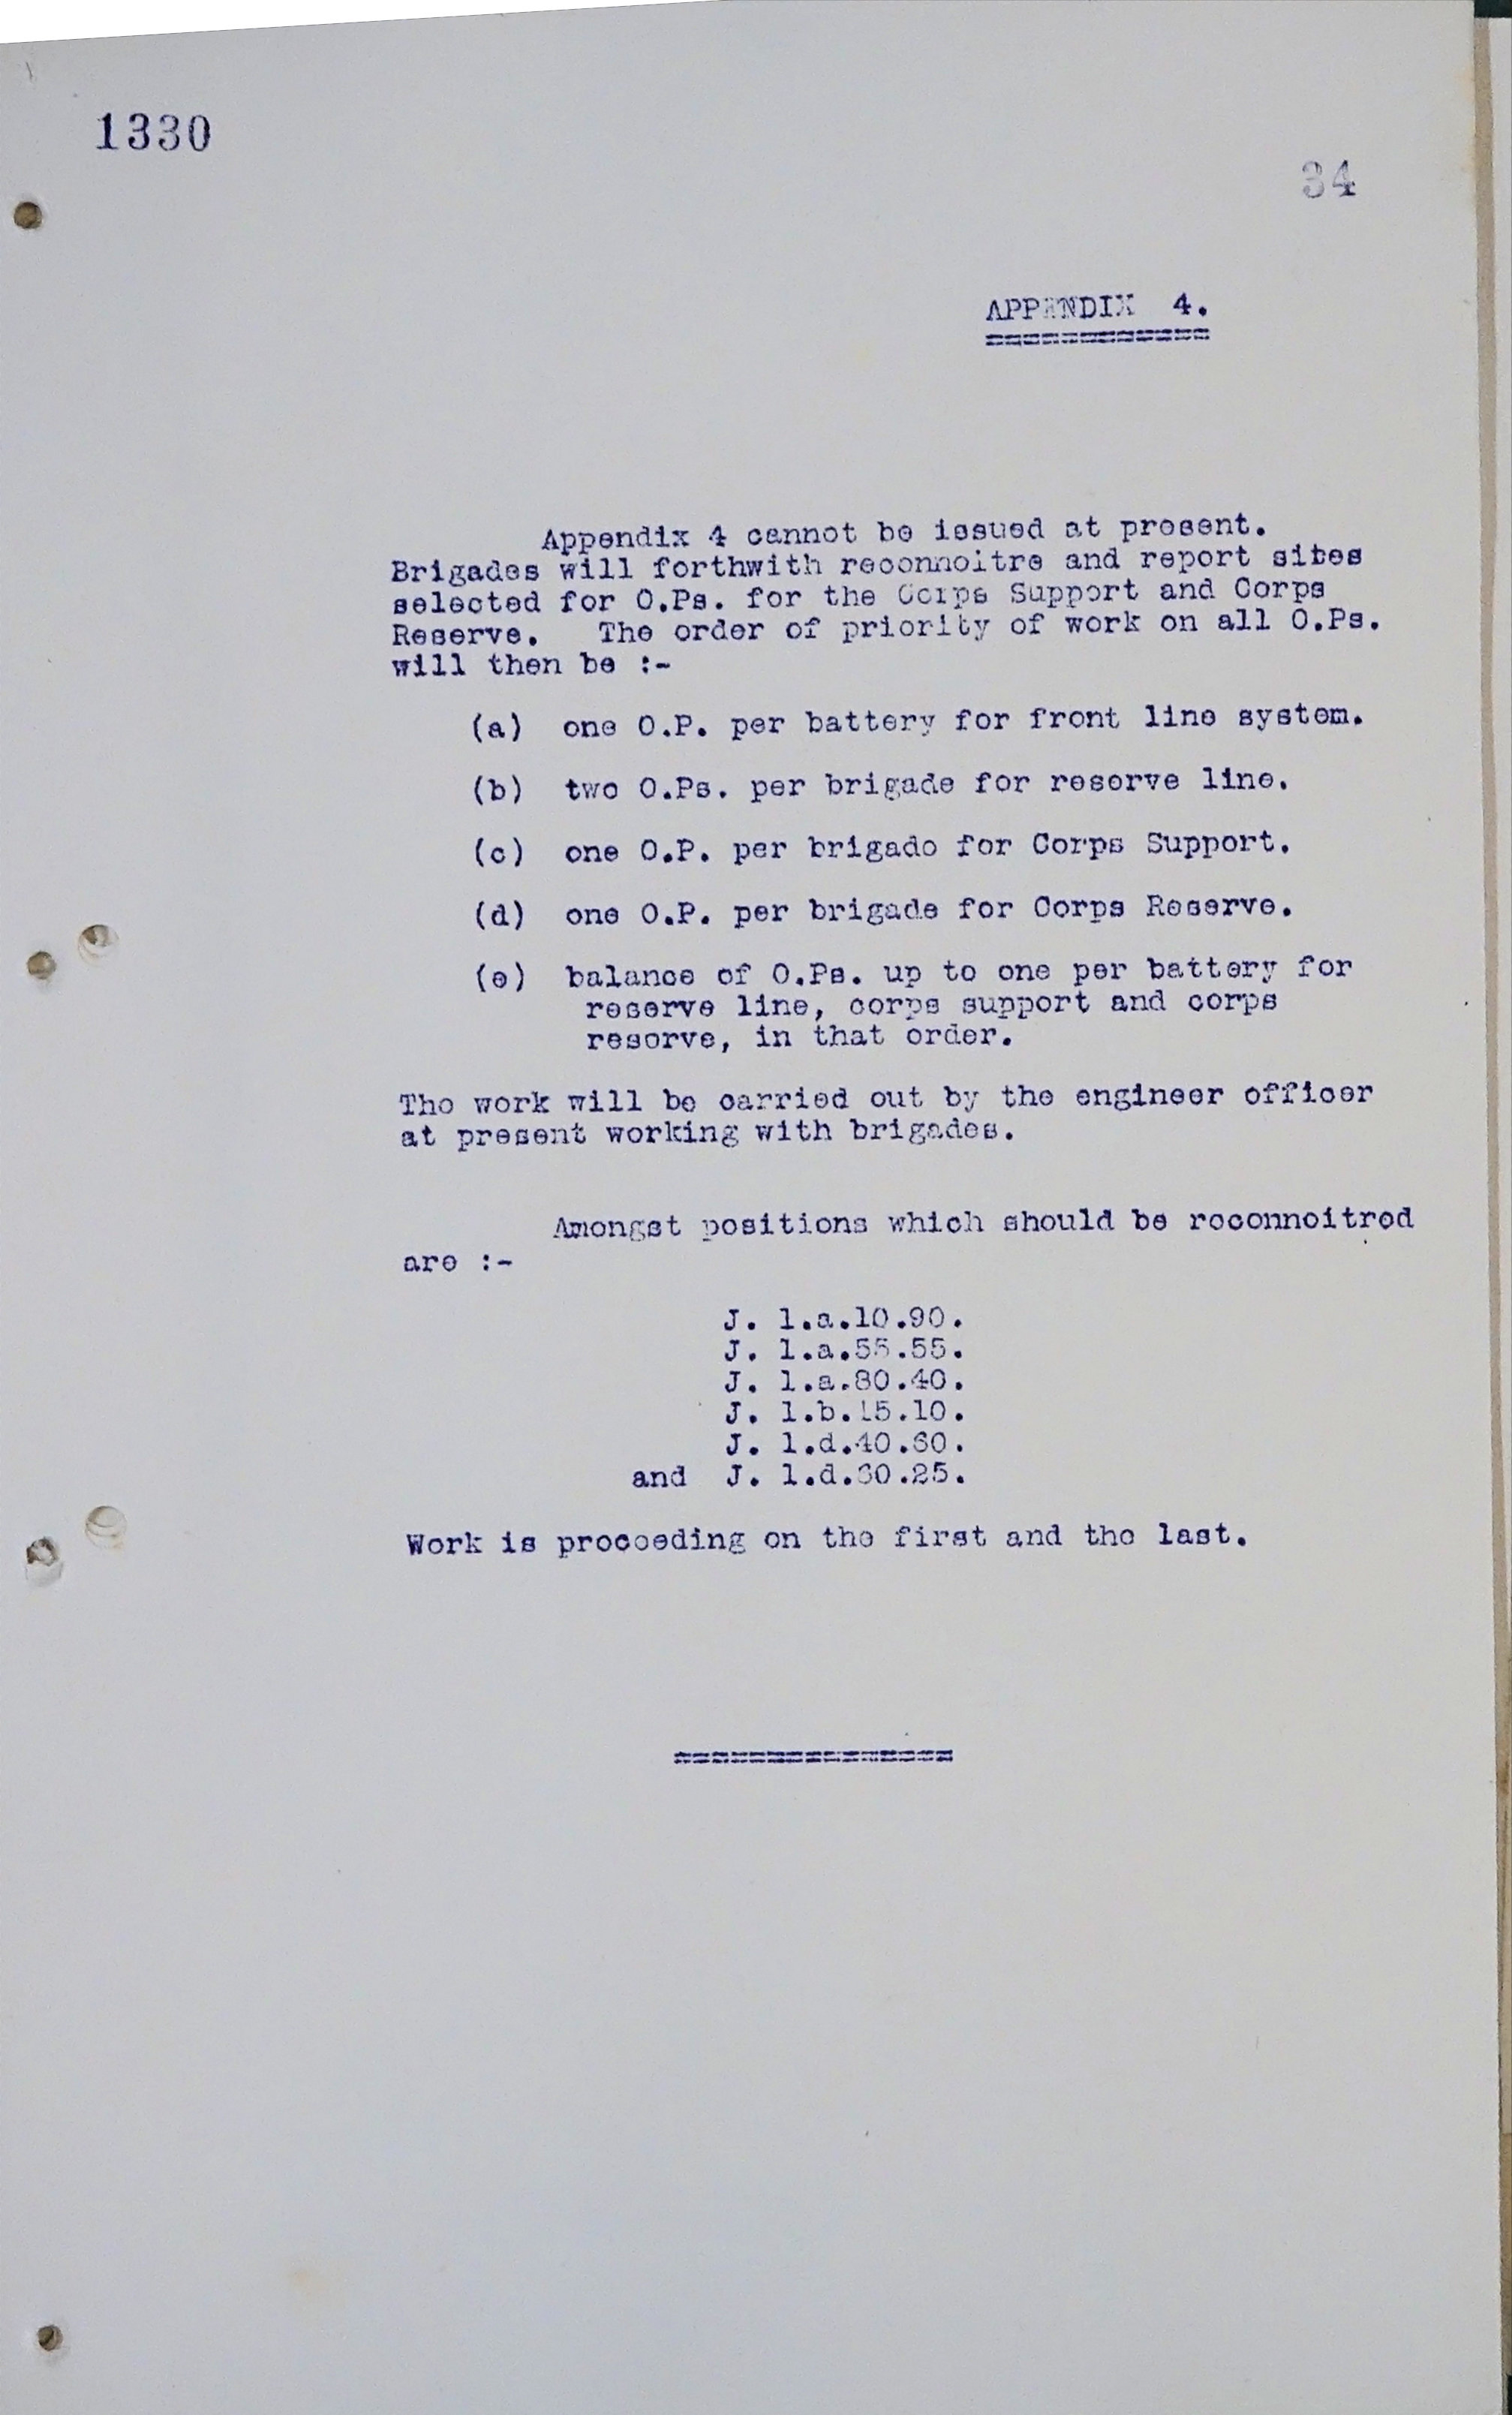 1330
34
APPENDIX 4.
Appendix 4 cannot be issued at present.
Brigades will forthwith reconnoitre and report sites
selected for O.Ps. for the Corps Support and Corps
Reserve. The order of priority of work on all O.Ps.
will then be :-
(a) one O.P. per battery for front line system.
(b) two O.Ps. per brigade for reserve line.
(c) one O.P. per brigade for Corps Support.
(d) one O.P. per brigade for Corps Reserve.
(e) balance of O.Ps. up to one per battery for
reserve line, corps support and corps
reserve, in that order.
The work will be carried out by the engineer officer
at present working with brigades.
Amongst positions which should be reconnoitred
are :-
J. 1.a.10.90.
J. 1.a.55.55.
J. 1.a.80.40.
J. 1.b.15.10.
J. 1.d.40.60.
and J. 1.d.60.25.
Work is proceeding on the first and the last.